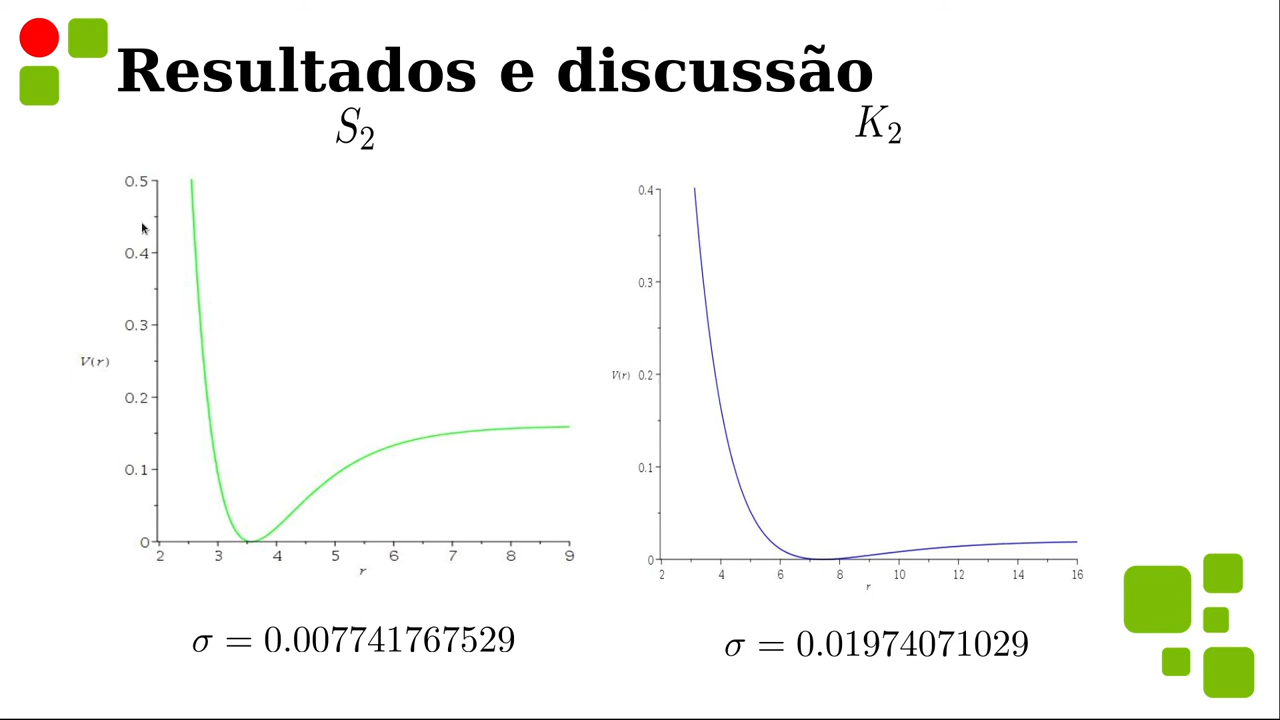 Resultados e discussão
S2
K2
0.5
0.4
0.3
V(r)
0.2
0.1
0
2 3 4 5 6 7 8 9
r
0.4
0.3
V(r) 0.2
0.1
0
2 4 6 8 10 12 14 16
r
σ = 0.007741767529
σ = 0.01974071029